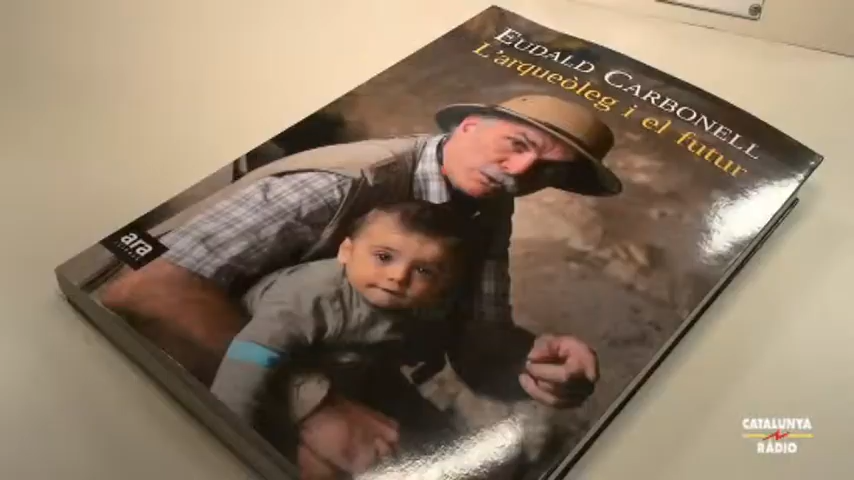 EUDALD CARBONELL
L'arqueòleg i el futur
ara
CATALUNYA
RÀDIO